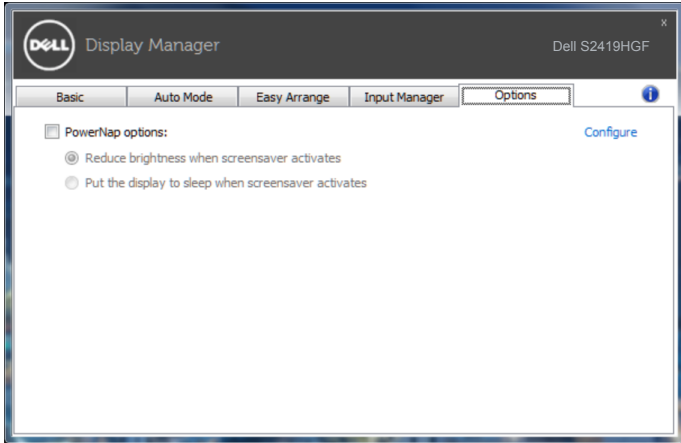 DELL Display Manager
x
Dell S2419HGF
Basic Auto Mode Easy Arrange Input Manager Options i
PowerNap options: Configure
Reduce brightness when screensaver activates
Put the display to sleep when screensaver activates